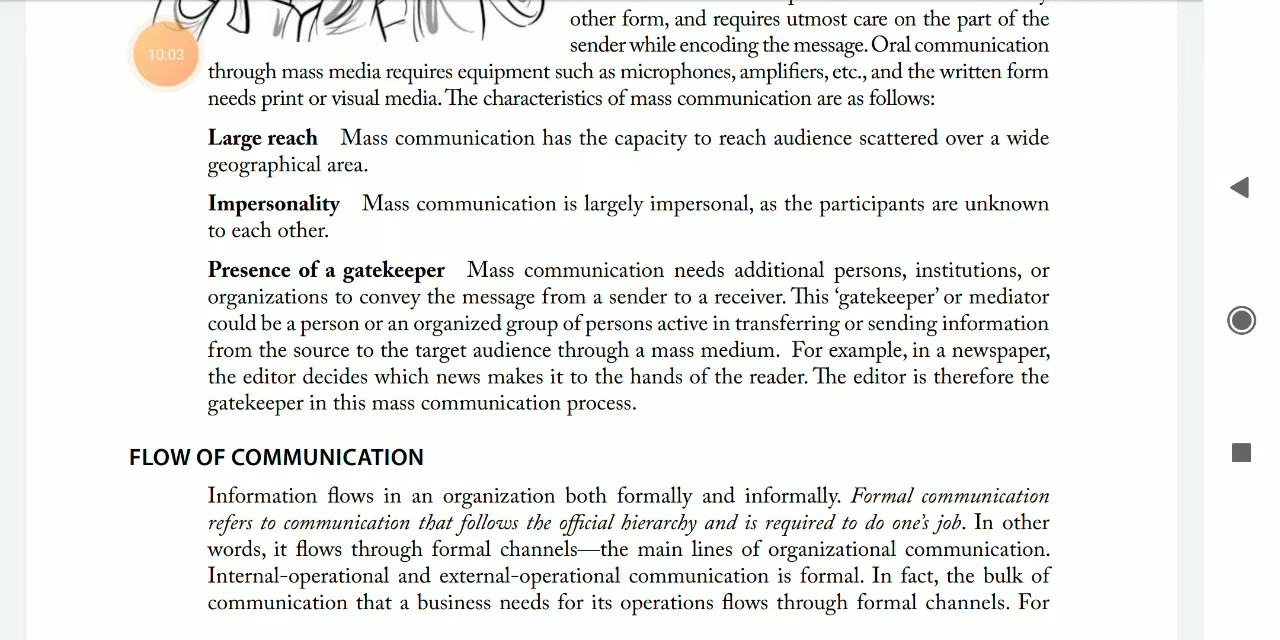 other form, and requires utmost care on the part of the
sender while encoding the message. Oral communication
10:02
through mass media requires equipment such as microphones, amplifiers, etc., and the written form
needs print or visual media. The characteristics of mass communication are as follows:
Large reach Mass communication has the capacity to reach audience scattered over a wide
geographical area.
Impersonality Mass communication is largely impersonal, as the participants are unknown
to each other.
Presence of a gatekeeper Mass communication needs additional persons, institutions, or
organizations to convey the message from a sender to a receiver. This ‘gatekeeper’ or mediator
could be a person or an organized group of persons active in transferring or sending information
from the source to the target audience through a mass medium. For example, in a newspaper,
the editor decides which news makes it to the hands of the reader. The editor is therefore the
gatekeeper in this mass communication process.
FLOW OF COMMUNICATION
Information flows in an organization both formally and informally. Formal communication
refers to communication that follows the official hierarchy and is required to do one’s job. In other
words, it flows through formal channels—the main lines of organizational communication.
Internal-operational and external-operational communication is formal. In fact, the bulk of
communication that a business needs for its operations flows through formal channels. For